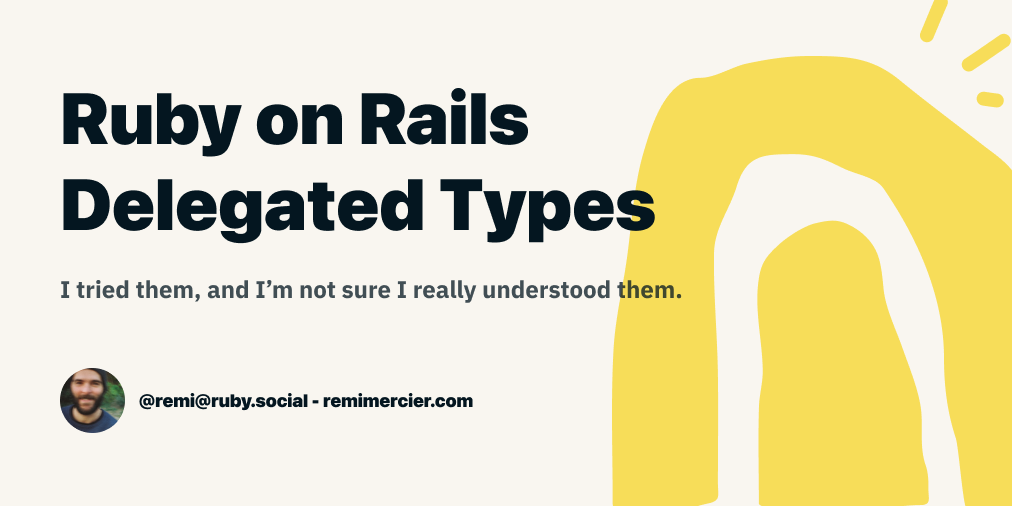 Ruby on Rails
Delegated Types
I tried them, and I’m not sure I really understood them.
@remi@ruby.social - remimercier.com